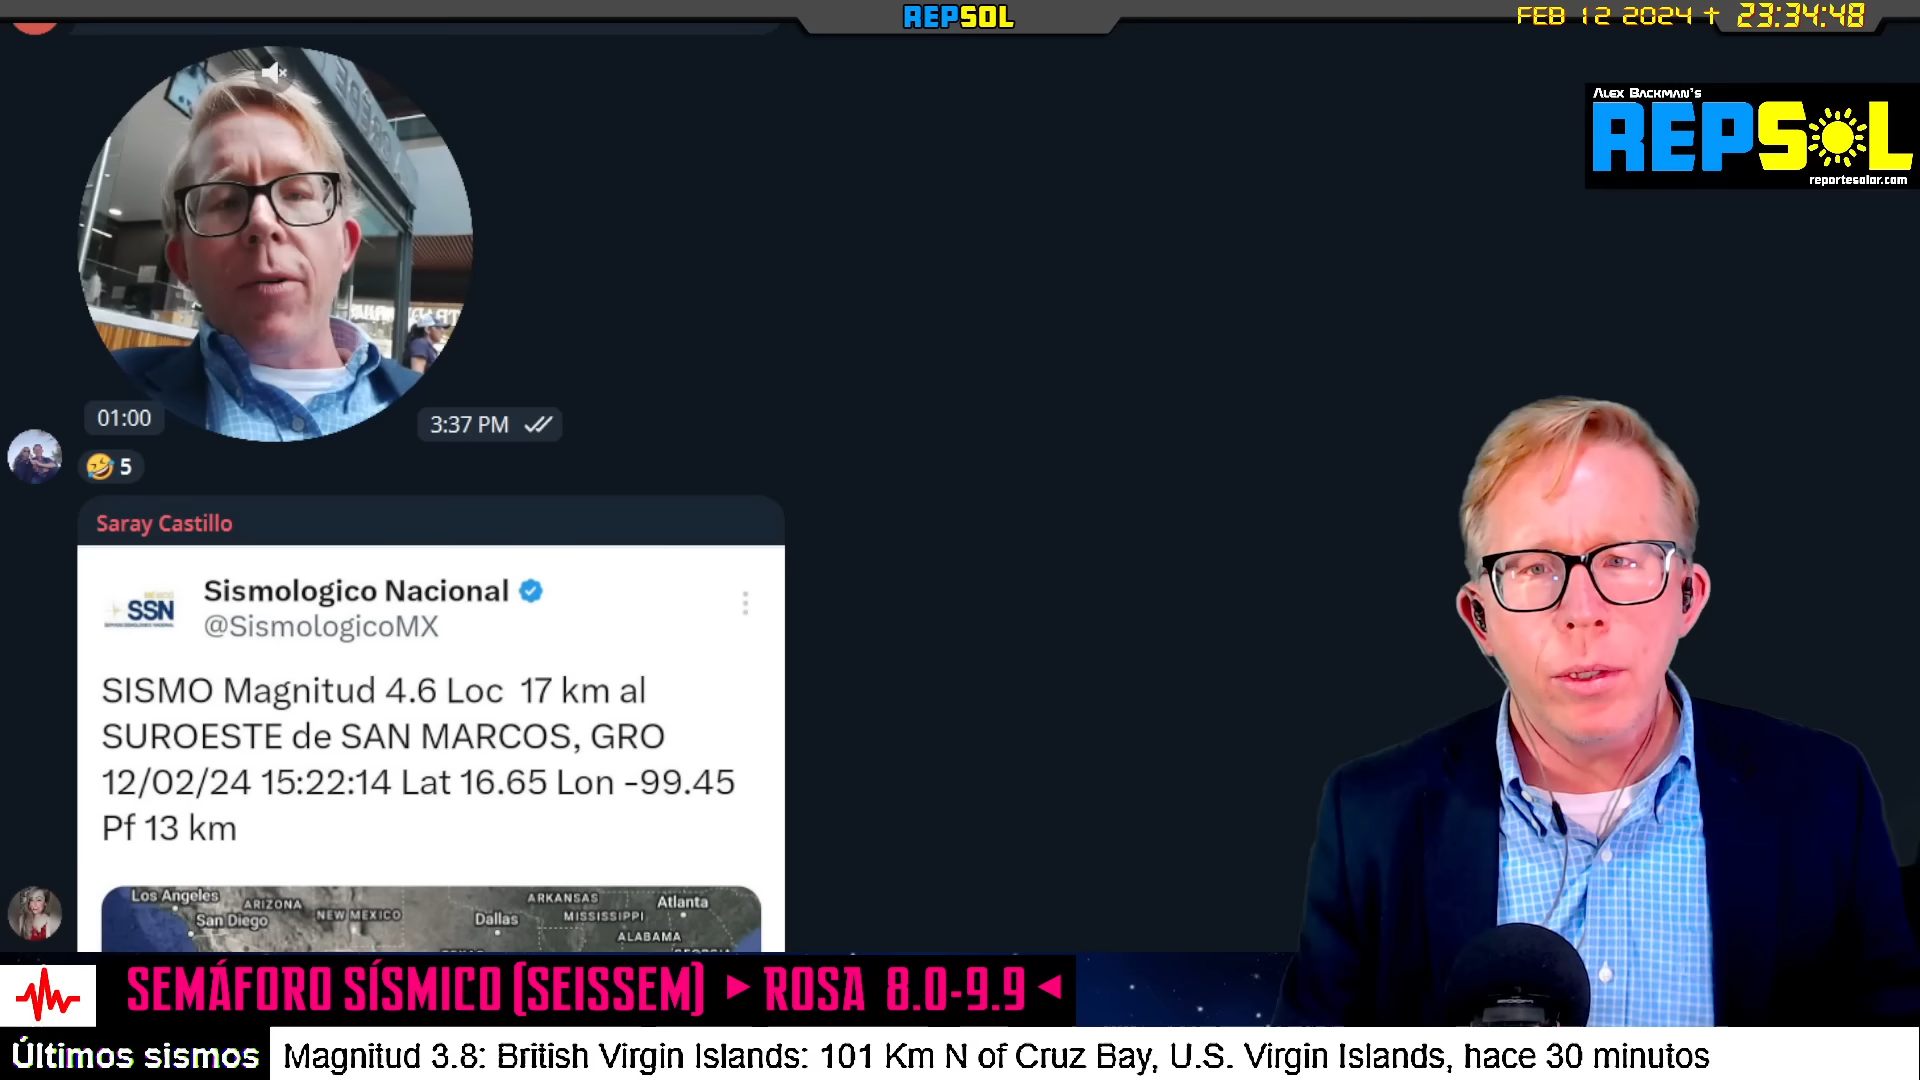 REPSOL
FEB 12 2024 † 23:34:48
ALEX BACKMAN'S
REPSOL
reportesolar.com
01:00
3:37 PM
5
Saray Castillo
SSN
Sismologico Nacional
@SismologicoMX
SISMO Magnitud 4.6 Loc 17 km al
SUROESTE de SAN MARCOS, GRO
12/02/24 15:22:14 Lat 16.65 Lon -99.45
Pf 13 km
Los Angeles
ARIZONA
ARKANSAS
Atlanta
San Diego
NEW MEXICO
Dallas
MISSISSIPPI
ALABAMA
SEMÁFORO SÍSMICO (SEISSEM) ► ROSA 8.0-9.9 ◄
Últimos sismos
Magnitud 3.8: British Virgin Islands: 101 Km N of Cruz Bay, U.S. Virgin Islands, hace 30 minutos